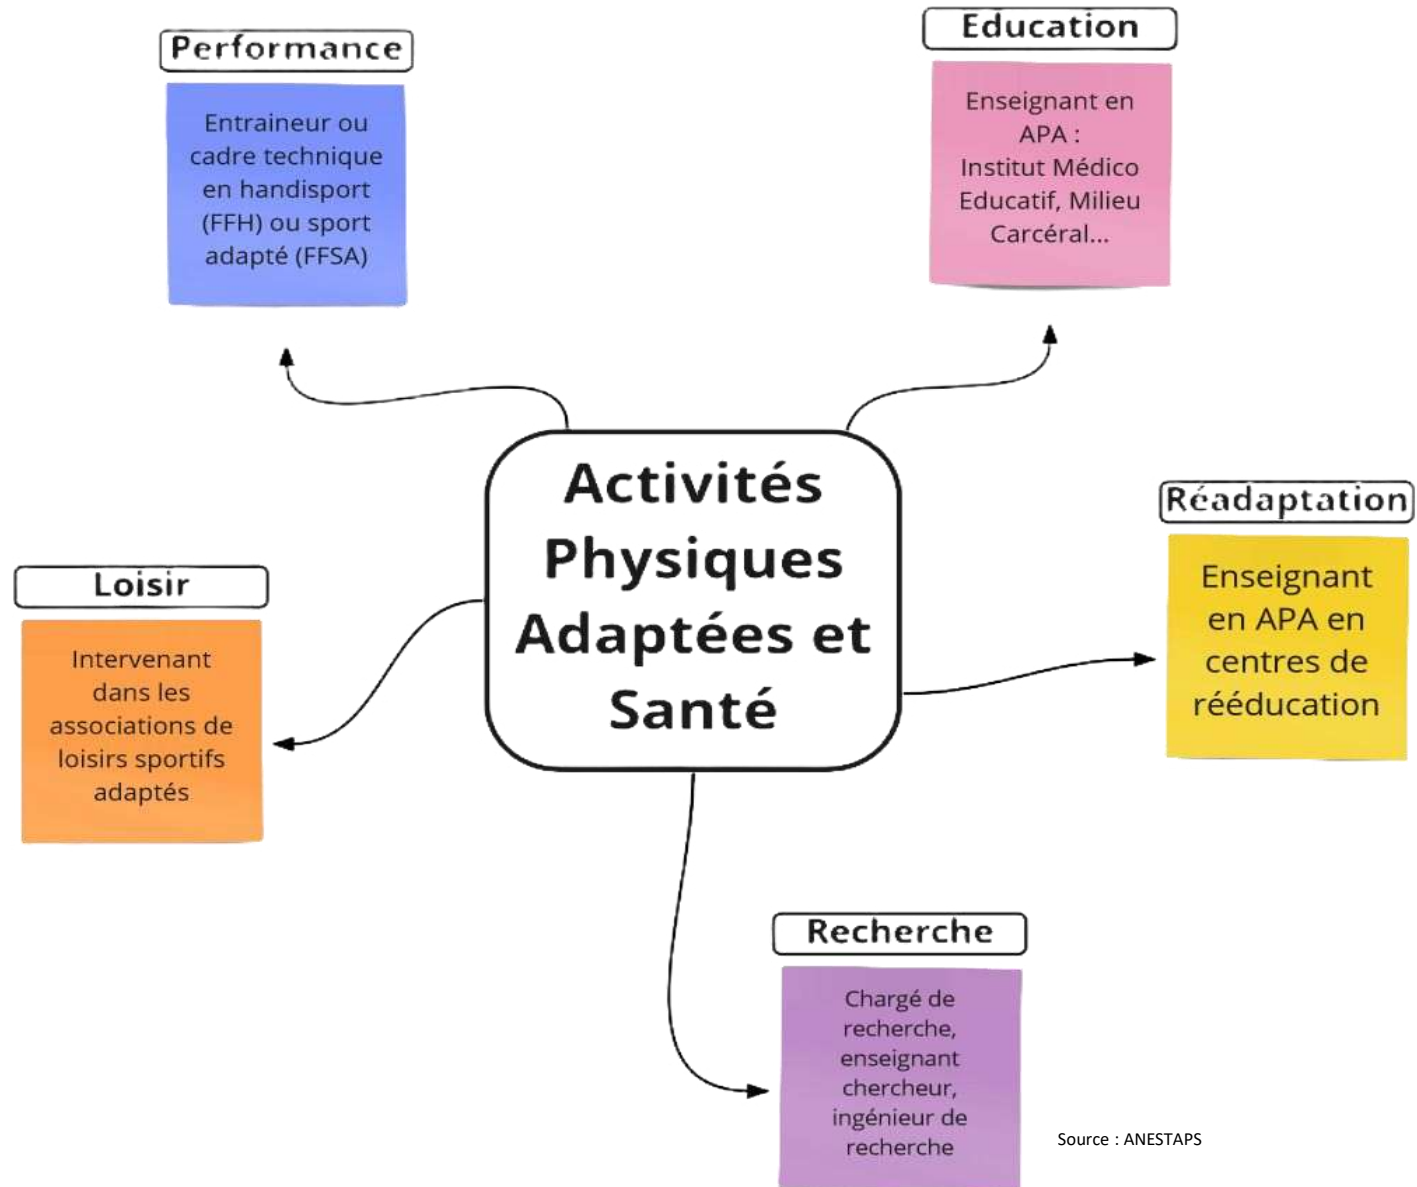 Performance
Entraineur ou
cadre technique
en handisport
(FFH) ou sport
adapté (FFSA)
Education
Enseignant en
APA :
Institut Médico
Educatif, Milieu
Carcéral...
Activités
Physiques
Adaptées et
Santé
Réadaptation
Enseignant
en APA en
centres de
rééducation
Loisir
Intervenant
dans les
associations de
loisirs sportifs
adaptés
Recherche
Chargé de
recherche,
enseignant
chercheur,
ingénieur de
recherche
Source : ANESTAPS